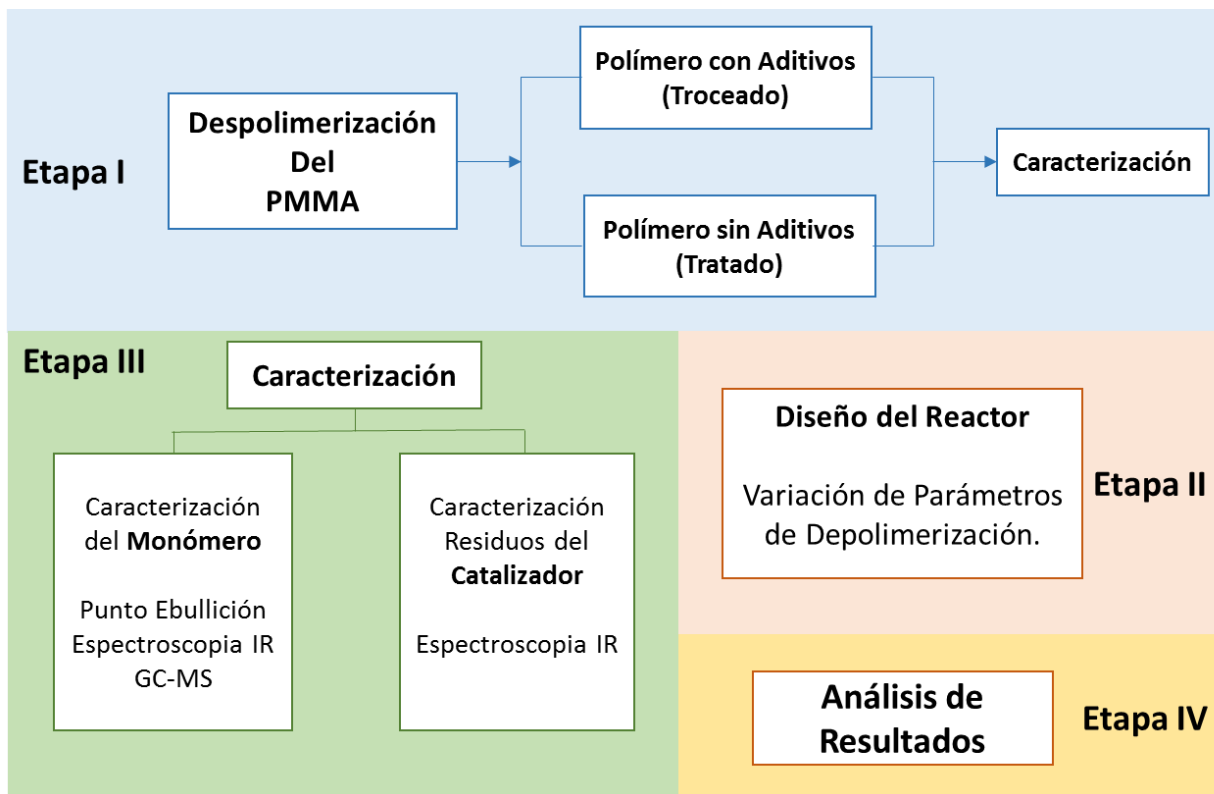 Etapa I
Despolimerización
Del
PMMA
Polímero con Aditivos
(Troceado)
Polímero sin Aditivos
(Tratado)
Caracterización
Etapa III
Caracterización
Caracterización
del Monómero
Punto Ebullición
Espectroscopia IR
GC-MS
Caracterización
Residuos del
Catalizador
Espectroscopia IR
Diseño del Reactor
Variación de Parámetros
de Depolimerización.
Etapa II
Análisis de
Resultados
Etapa IV